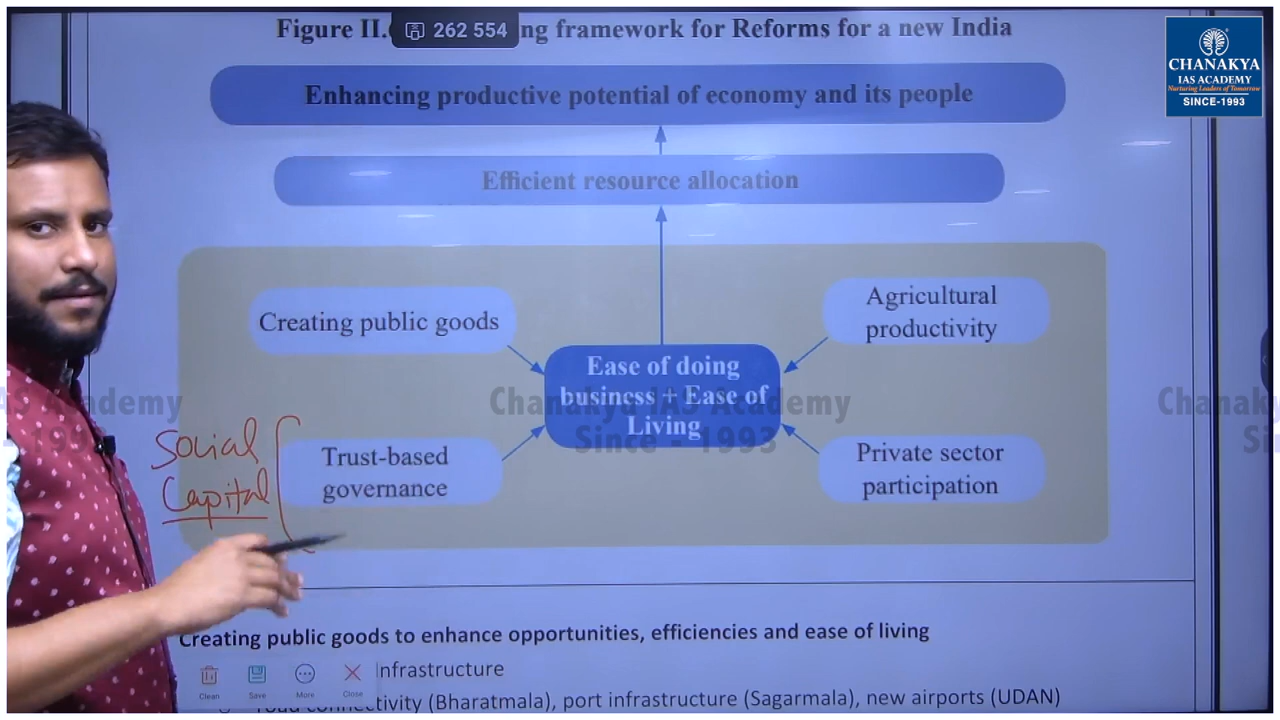 Figure II.
262 554
ng framework for Reforms for a new India
CHANAKYA
IAS ACADEMY
Nurturing Leaders of Tomorrow
SINCE-1993
Enhancing productive potential of economy and its people
Efficient resource allocation
Creating public goods
Agricultural
productivity
Ease of doing
business + Ease of
Living
Chanakya IAS Academy
Since - 1993
Social
Capital
Trust-based
governance
Private sector
participation
Creating public goods to enhance opportunities, efficiencies and ease of living
nfrastructure
Clean
Save
More
Close
(Bharatmala), port infrastructure (Sagarmala), new airports (UDAN)